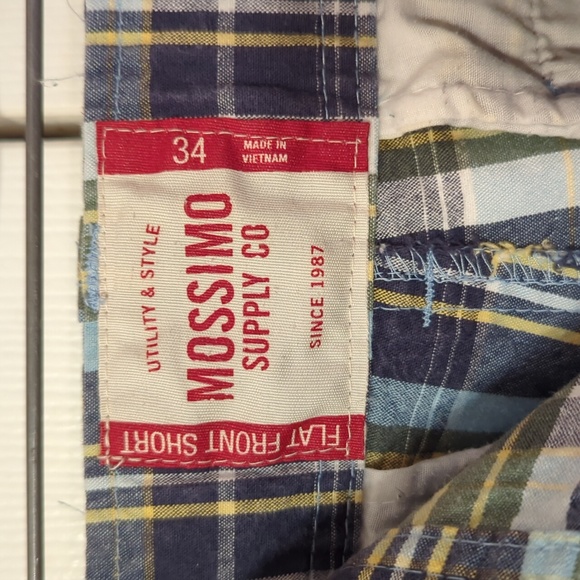 34
MADE IN
VIETNAM
UTILITY & STYLE
MOSSIMO
SUPPLY CO
SINCE 1987
FLAT FRONT SHORT